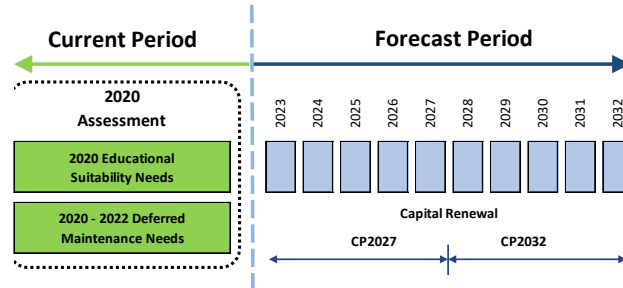 Current Period
Forecast Period
2020
Assessment
2020 Educational
Suitability Needs
2020 - 2022 Deferred
Maintenance Needs
2023
2024
2025
2026
2027
2028
2029
2030
2031
2032
Capital Renewal
CP2027
CP2032